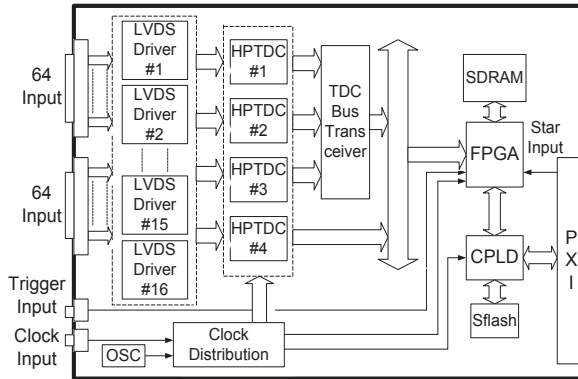 64
Input
64
Input
Trigger
Input
Clock
Input
LVDS
Driver
#1
LVDS
Driver
#2
LVDS
Driver
#15
LVDS
Driver
#16
HPTDC
#1
HPTDC
#2
HPTDC
#3
HPTDC
#4
TDC
Bus
Trans
ceiver
SDRAM
FPGA
Star
Input
CPLD
Sflash
P
X
I
OSC
Clock
Distribution